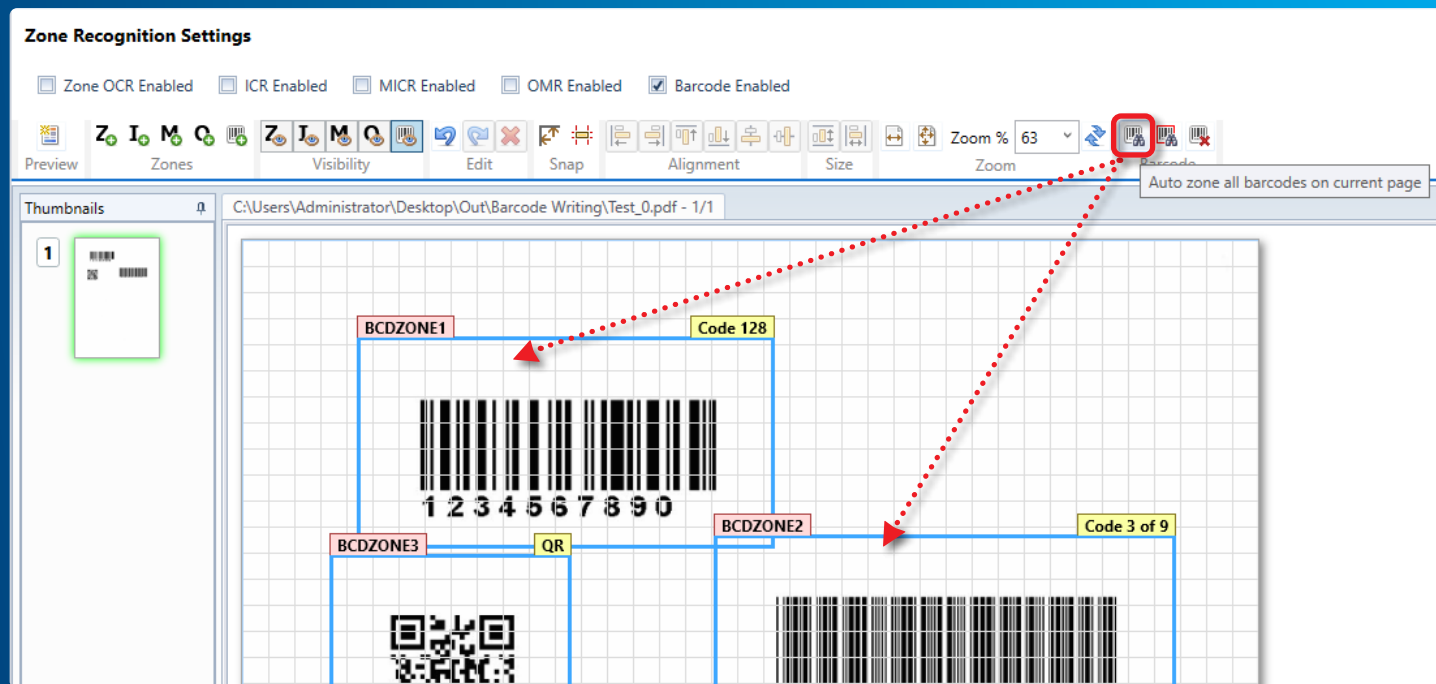 Zone Recognition Settings
Zone OCR Enabled ICR Enabled MICR Enabled OMR Enabled Barcode Enabled
Z I M O Z I M O Zoom % 63
Preview Zones Visibility Edit Snap Alignment Size Zoom Barcode
Auto zone all barcodes on current page
Thumbnails C:\Users\Administrator\Desktop\Out\Barcode Writing\Test_0.pdf - 1/1
1
BCDZONE1 Code 128
1234567890
BCDZONE2 Code 3 of 9
BCDZONE3 QR